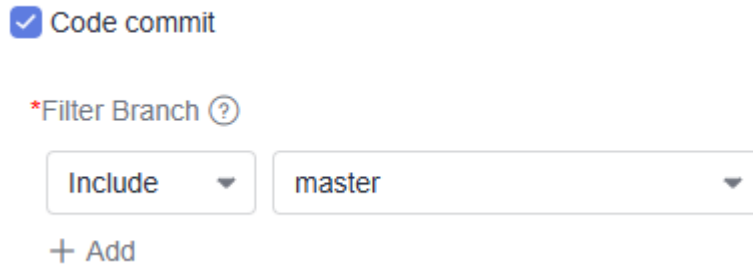 Code commit
*Filter Branch ?
Include master
+ Add